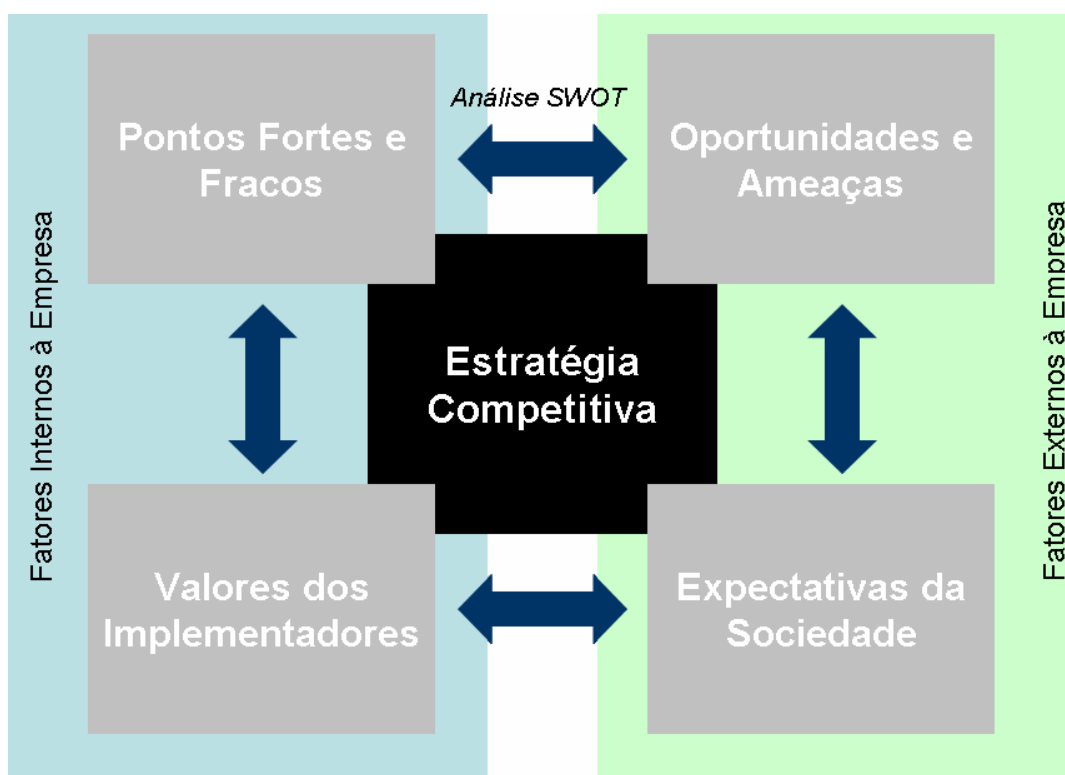 Análise SWOT
Pontos Fortes e
Fracos
Oportunidades e
Ameaças
Fatores Internos à Empresa
Estratégia
Competitiva
Fatores Externos à Empresa
Valores dos
Implementadores
Expectativas da
Sociedade